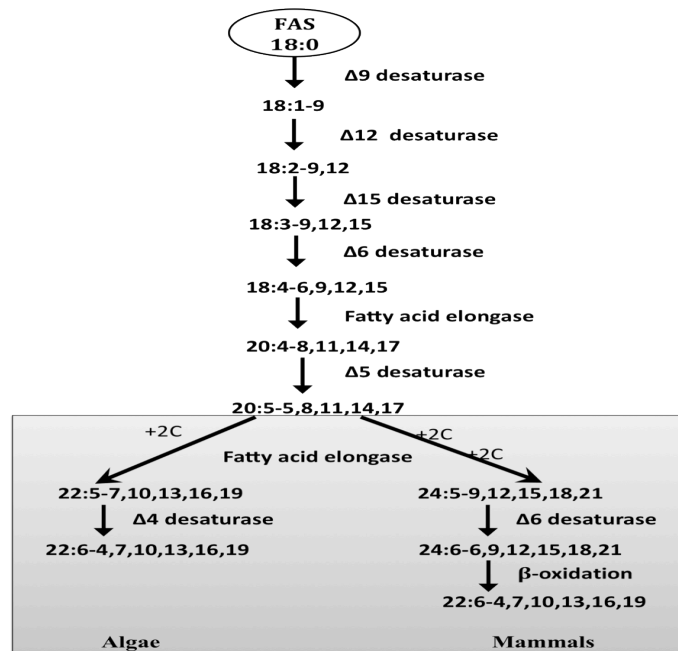 FAS
18:0
Δ9 desaturase
18:1-9
Δ12 desaturase
18:2-9,12
Δ15 desaturase
18:3-9,12,15
Δ6 desaturase
18:4-6,9,12,15
Fatty acid elongase
20:4-8,11,14,17
Δ5 desaturase
20:5-5,8,11,14,17
+2C
+2C
Fatty acid elongase
+2C
22:5-7,10,13,16,19
24:5-9,12,15,18,21
Δ4 desaturase
Δ6 desaturase
22:6-4,7,10,13,16,19
24:6-6,9,12,15,18,21
β-oxidation
22:6-4,7,10,13,16,19
Algae
Mammals